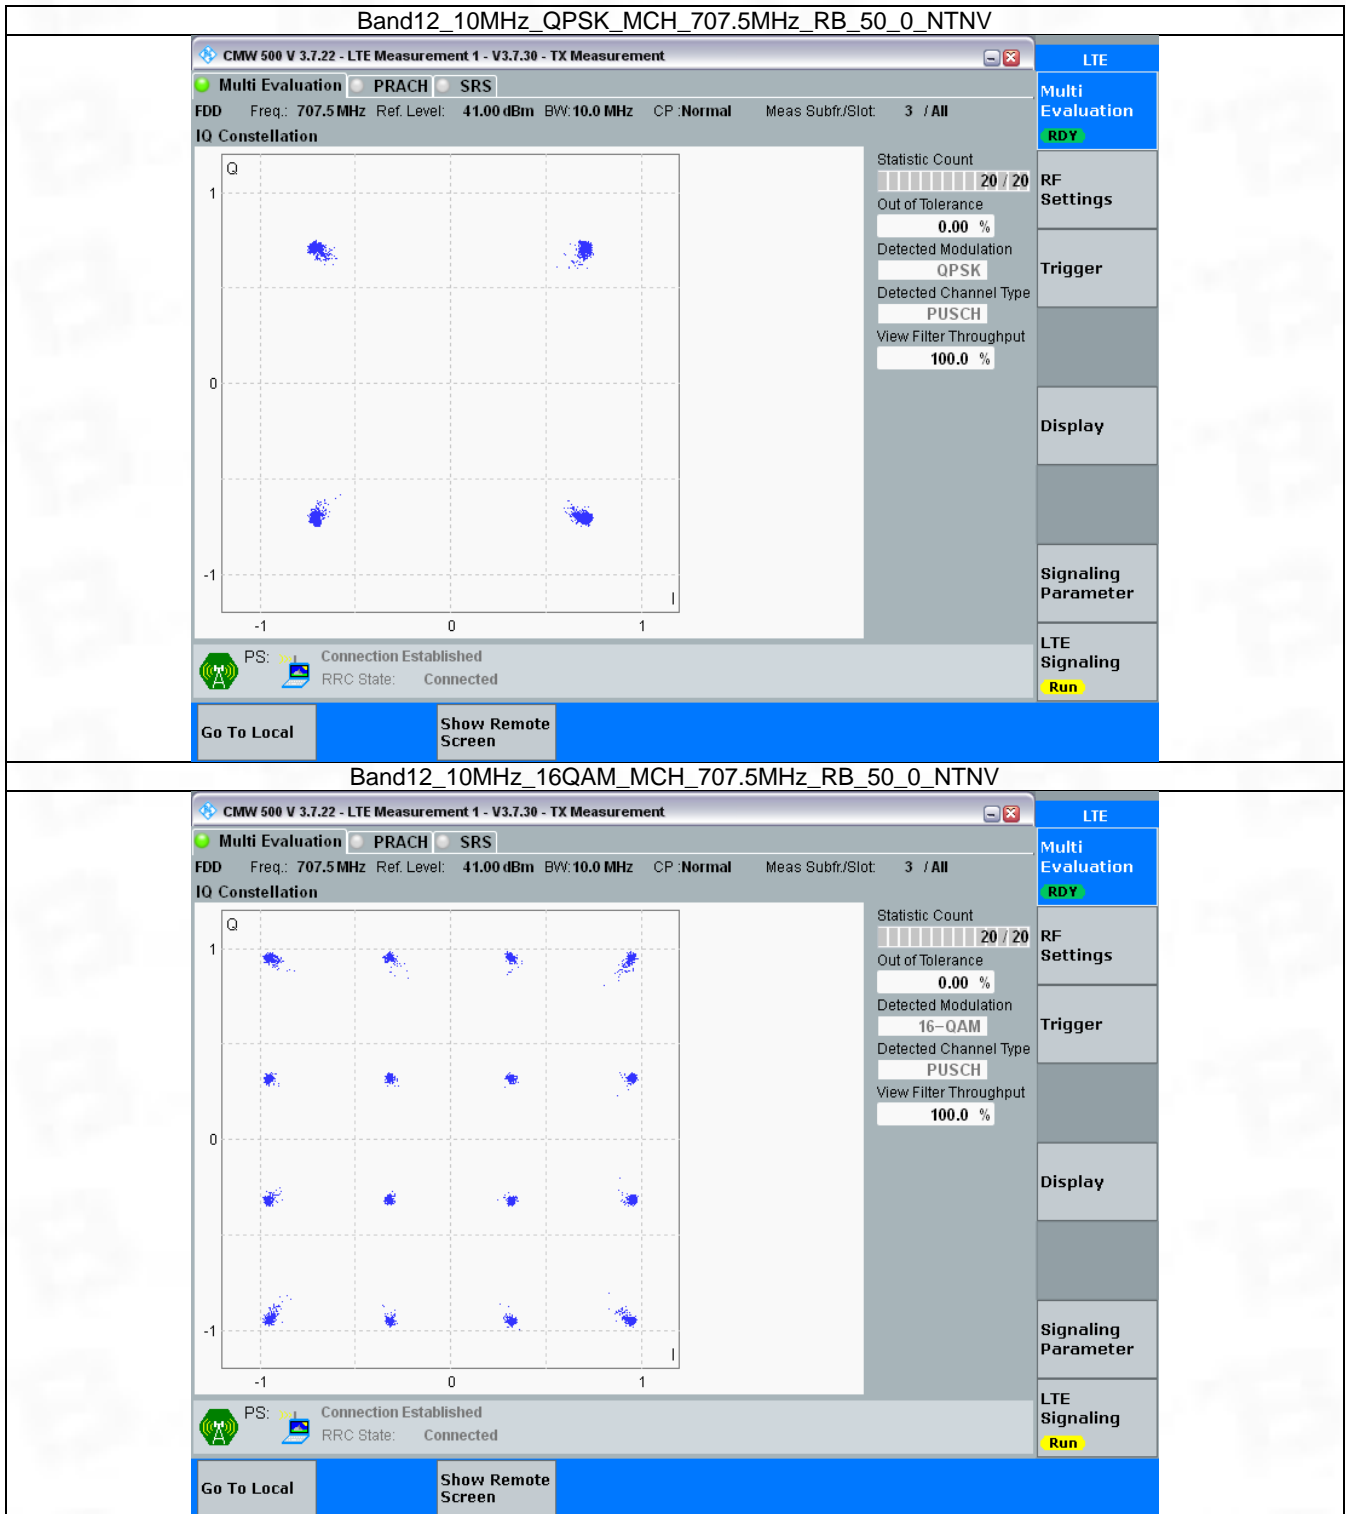 Band12_10MHz_QPSK_MCH_707.5MHz_RB_50_0_NTNV
CMW 500 V 3.7.22 - LTE Measurement 1 - V3.7.30 - TX Measurement
LTE
Multi Evaluation PRACH SRS
Multi
Evaluation
RDY
FDD Freq.: 707.5 MHz Ref. Level: 41.00 dBm BW: 10.0 MHz CP : Normal Meas Subfr./Slot: 3 / All
IQ Constellation
Q
1
0
-1
I
-1 0 1
Statistic Count
20 / 20
Out of Tolerance
0.00 %
Detected Modulation
QPSK
Detected Channel Type
PUSCH
View Filter Throughput
100.0 %
RF
Settings
Trigger
Display
Signaling
Parameter
LTE
Signaling
Run
PS: Connection Established
RRC State: Connected
Go To Local
Show Remote
Screen
Band12_10MHz_16QAM_MCH_707.5MHz_RB_50_0_NTNV
CMW 500 V 3.7.22 - LTE Measurement 1 - V3.7.30 - TX Measurement
LTE
Multi Evaluation PRACH SRS
Multi
Evaluation
RDY
FDD Freq.: 707.5 MHz Ref. Level: 41.00 dBm BW: 10.0 MHz CP : Normal Meas Subfr./Slot: 3 / All
IQ Constellation
Q
1
0
-1
I
-1 0 1
Statistic Count
20 / 20
Out of Tolerance
0.00 %
Detected Modulation
16-QAM
Detected Channel Type
PUSCH
View Filter Throughput
100.0 %
RF
Settings
Trigger
Display
Signaling
Parameter
LTE
Signaling
Run
PS: Connection Established
RRC State: Connected
Go To Local
Show Remote
Screen